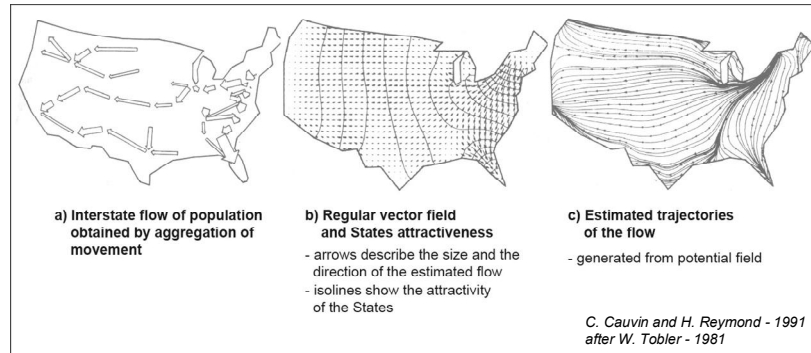 a) Interstate flow of population
obtained by aggregation of
movement
b) Regular vector field
and States attractiveness
- arrows describe the size and the
direction of the estimated flow
- isolines show the attractivity
of the States
c) Estimated trajectories
of the flow
- generated from potential field
C. Cauvin and H. Reymond - 1991
after W. Tobler - 1981